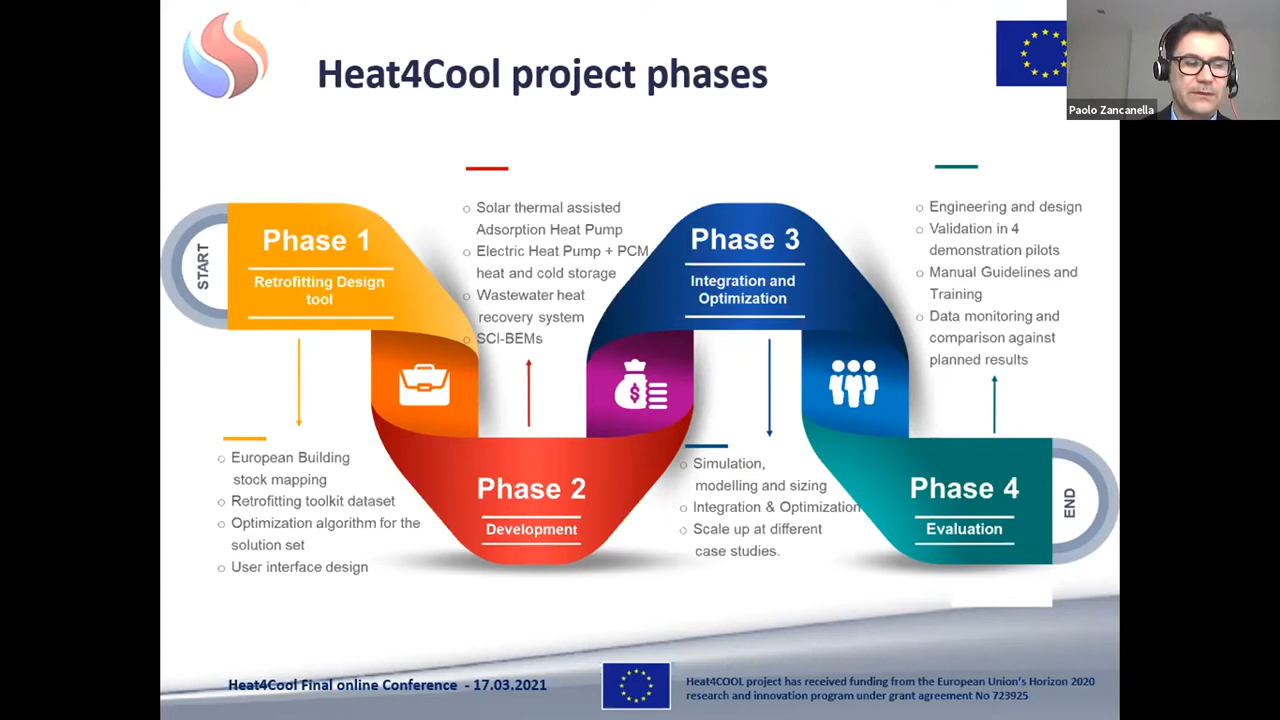 Heat4Cool project phases
Paolo Zancanella
START
Phase 1
Retrofitting Design
tool
○ European Building
stock mapping
○ Retrofitting toolkit dataset
○ Optimization algorithm for the
solution set
○ User interface design
○ Solar thermal assisted
Adsorption Heat Pump
○ Electric Heat Pump + PCM
heat and cold storage
○ Wastewater heat
recovery system
○ SCI-BEMs
Phase 2
Development
$
Phase 3
Integration and
Optimization
○ Simulation,
modelling and sizing
○ Integration & Optimization
○ Scale up at different
case studies.
○ Engineering and design
○ Validation in 4
demonstration pilots
○ Manual Guidelines and
Training
○ Data monitoring and
comparison against
planned results
Phase 4
Evaluation
END
Heat4Cool Final online Conference - 17.03.2021
Heat4COOL project has received funding from the European Union's Horizon 2020
research and innovation program under grant agreement No 723925